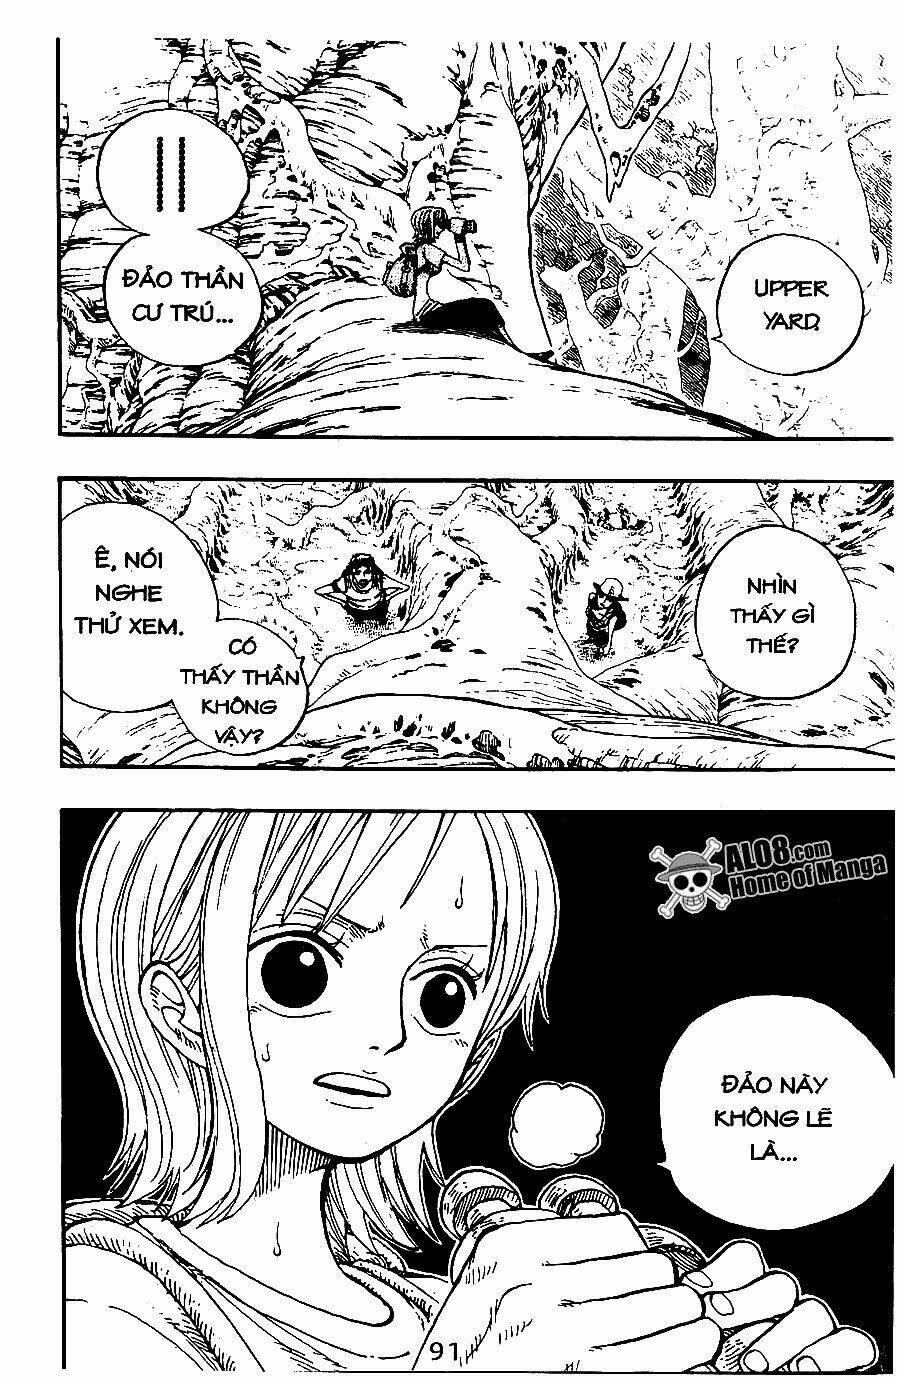 UPPER
YARD.
ĐẢO THẦN
CƯ TRÚ...
NHÌN
THẤY GÌ
THẾ?
Ê, NÓI
NGHE
THỬ XEM.
CÓ
THẤY THẦN
KHÔNG
VẬY?
AL08.com
Home of Manga
ĐẢO NÀY
KHÔNG LẼ
LÀ...
91